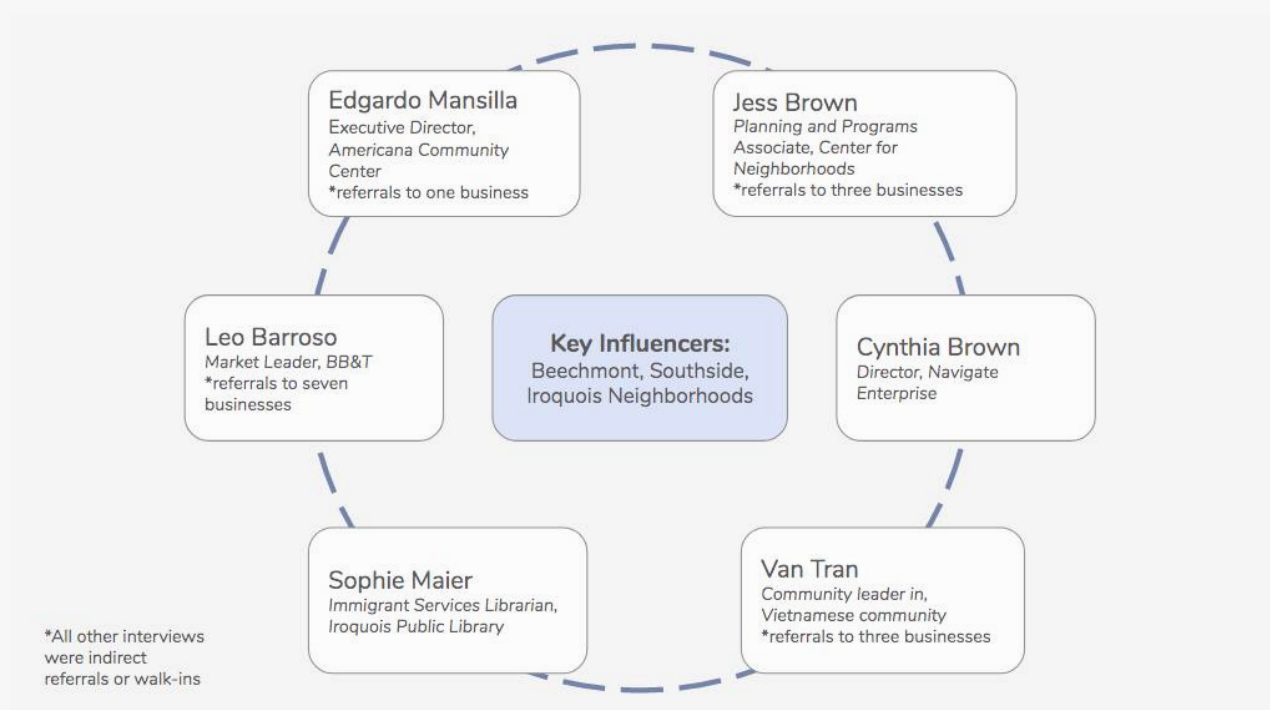 Edgardo Mansilla
Executive Director,
Americana Community
Center
*referrals to one business
Jess Brown
Planning and Programs
Associate, Center for
Neighborhoods
*referrals to three businesses
Leo Barroso
Market Leader, BB&T
*referrals to seven
businesses
Key Influencers:
Beechmont, Southside,
Iroquois Neighborhoods
Cynthia Brown
Director, Navigate
Enterprise
Sophie Maier
Immigrant Services Librarian,
Iroquois Public Library
Van Tran
Community leader in,
Vietnamese community
*referrals to three businesses
*All other interviews
were indirect
referrals or walk-ins